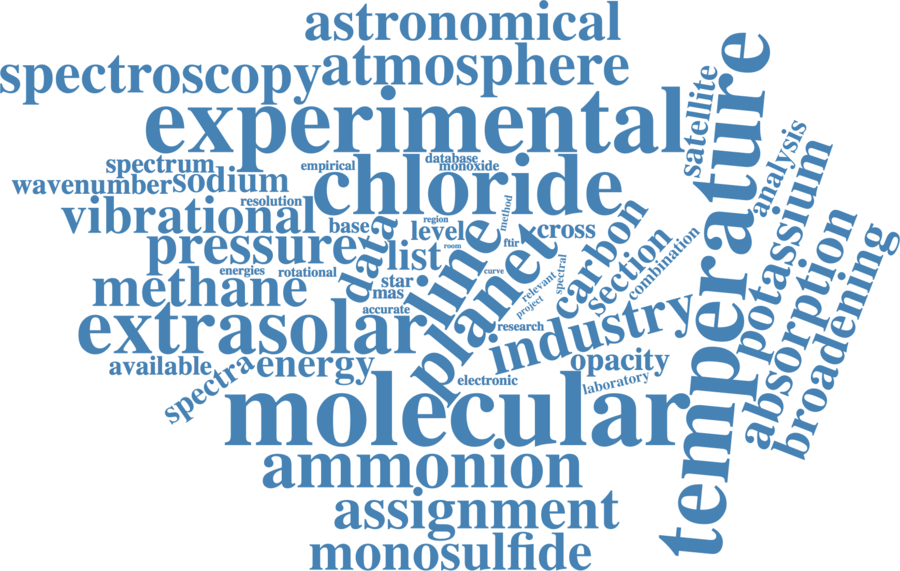 astronomical
spectroscopy
atmosphere
experimental
temperature
satellite
analysis
potassium
absorption
broadening
spectrum
empirical
database
monoxide
wavenumber
sodium
chloride
resolution
vibrational
base
region
level
method
cross
carbon
pressure
data
list
line
room
ftir
planet
section
combination
energies
rotational
star
curve
spectral
relevant
methane
mas
accurate
project
extrasolar
research
industry
available
energy
opacity
spectra
electronic
laboratory
molecular
ammonion
assignment
monosulfide